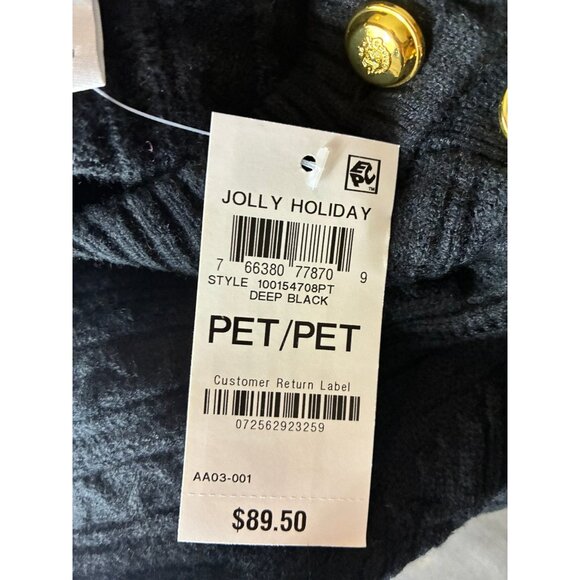 EPC™
JOLLY HOLIDAY
7 66380 77870 9
STYLE 100154708PT
DEEP BLACK
PET/PET
Customer Return Label
072562923259
AA03-001
$89.50